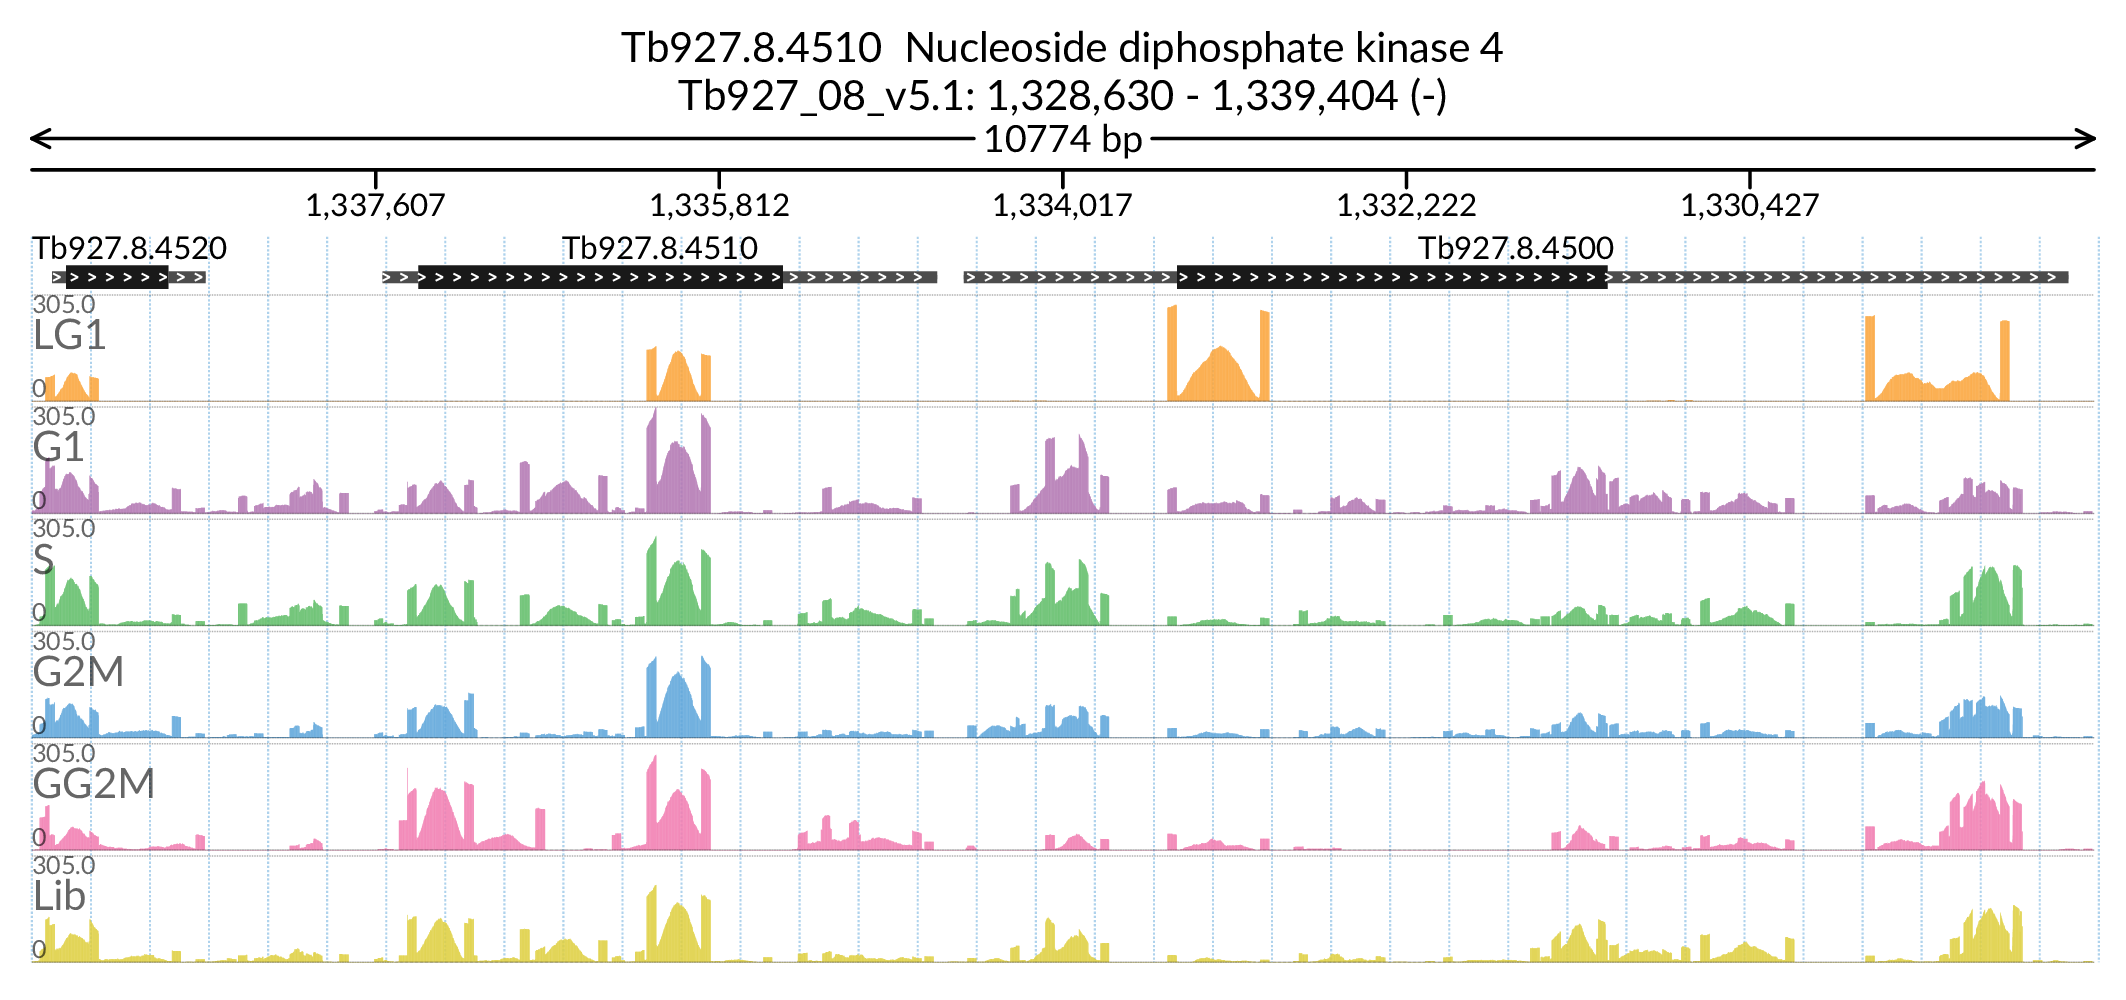 Tb927.8.4510  Nucleoside diphosphate kinase 4
Tb927_08_v5.1: 1,328,630 - 1,339,404 (-)
10774 bp
1,337,607 1,335,812 1,334,017 1,332,222 1,330,427
Tb927.8.4520 Tb927.8.4510 Tb927.8.4500
305.0
LG1
0
305.0
G1
0
305.0
S
0
305.0
G2M
0
305.0
GG2M
0
305.0
Lib
0